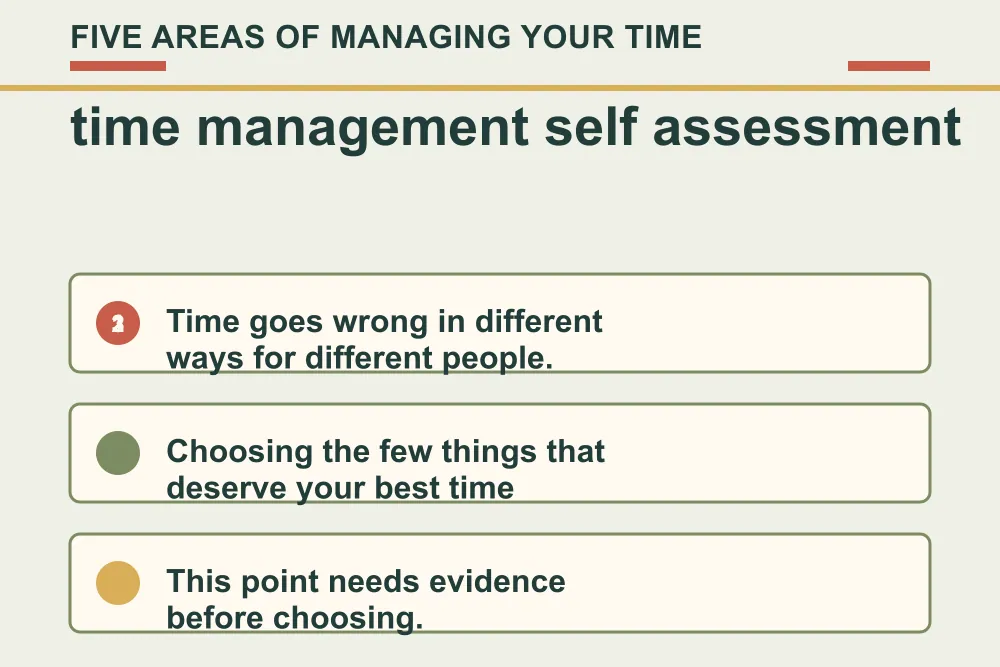 FIVE AREAS OF MANAGING YOUR TIME
time management self assessment
Time goes wrong in different
ways for different people.
Choosing the few things that
deserve your best time
This point needs evidence
before choosing.